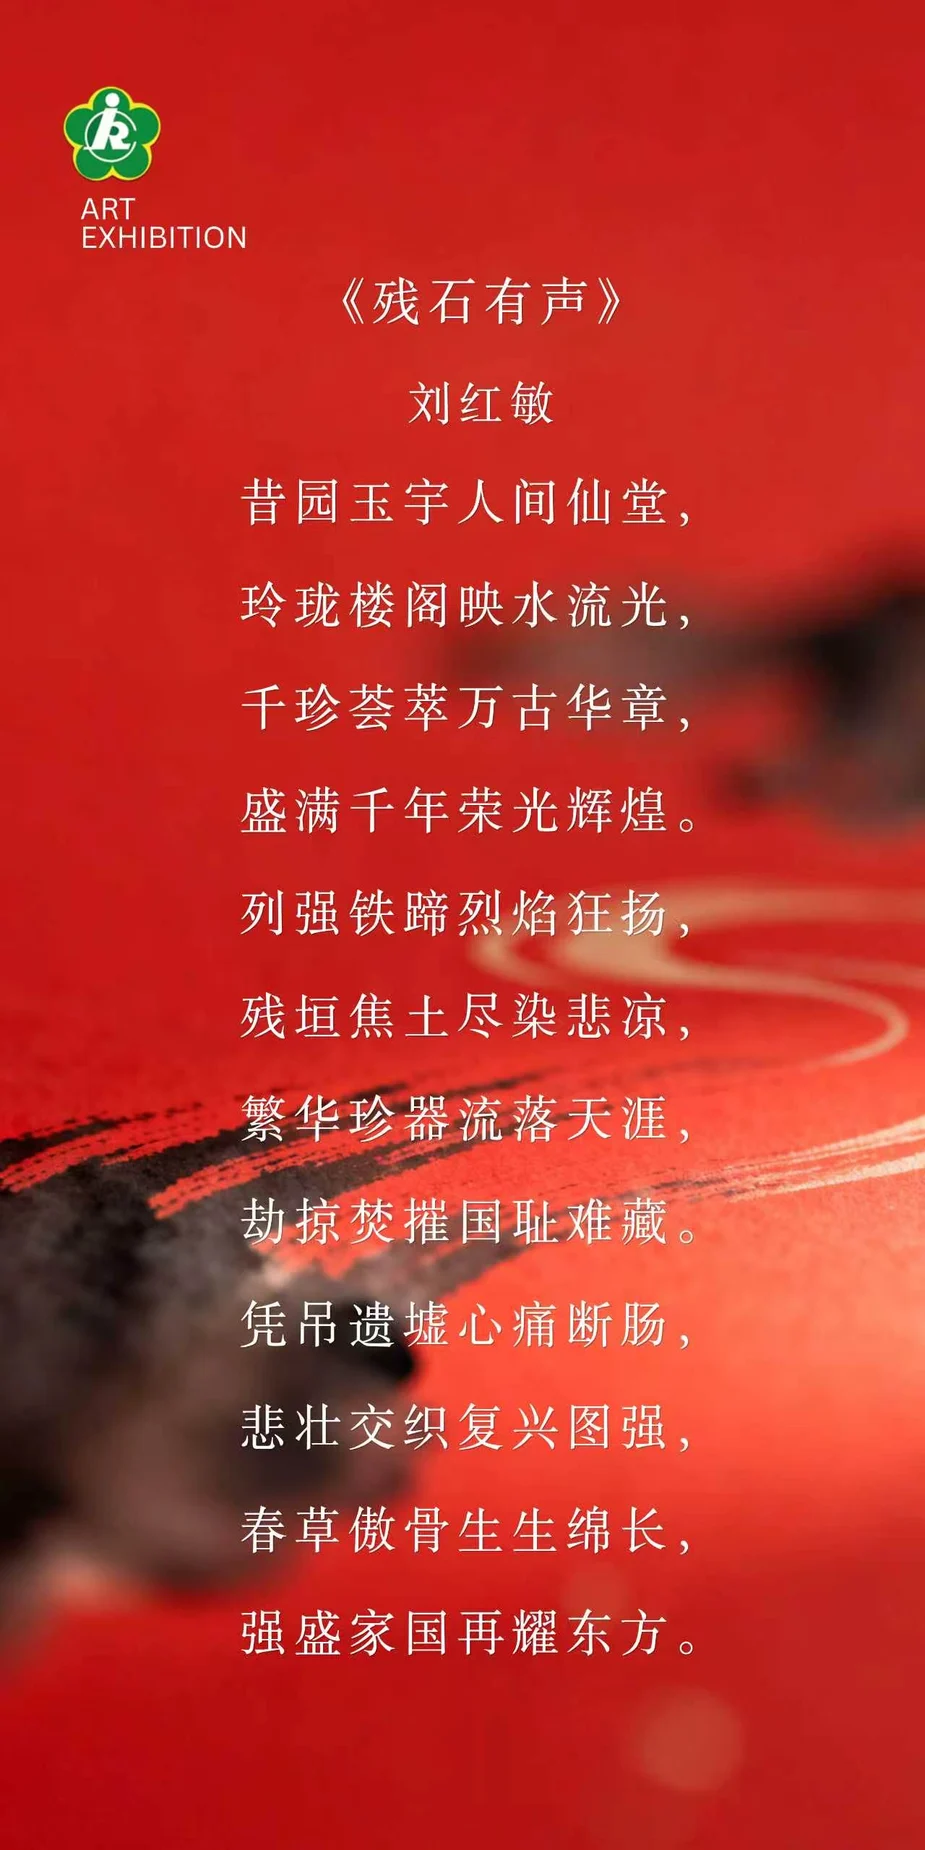 ART
EXHIBITION
《残石有声》
刘红敏
昔园玉宇人间仙堂，
玲珑楼阁映水流光，
千珍荟萃万古华章，
盛满千年荣光辉煌。
列强铁蹄烈焰狂扬，
残垣焦土尽染悲凉，
繁华珍器流落天涯，
劫掠焚摧国耻难藏。
凭吊遗墟心痛断肠，
悲壮交织复兴图强，
春草傲骨生生绵长，
强盛家国再耀东方。